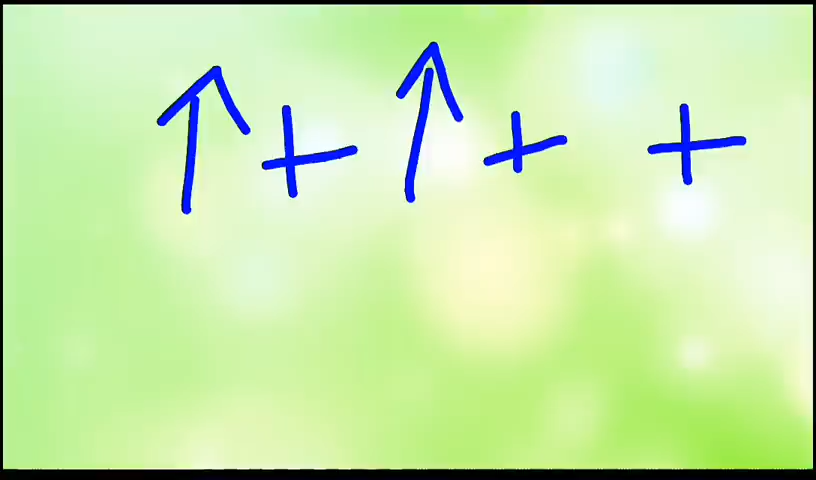 ↑ + ↑ + +